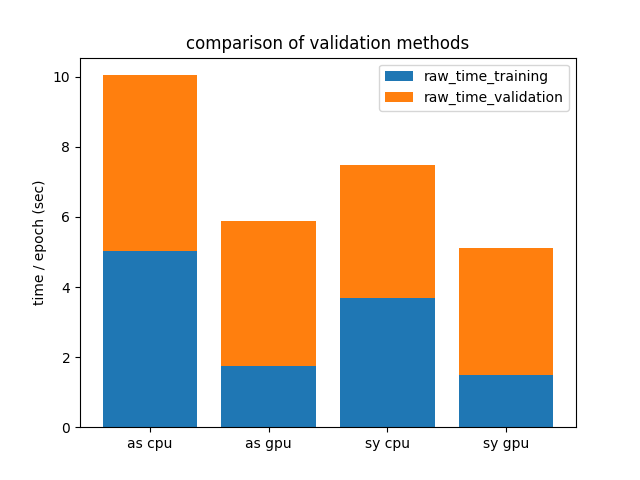 comparison of validation methods
raw_time_training
raw_time_validation
time / epoch (sec)
10
8
6
4
2
0
as cpu
as gpu
sy cpu
sy gpu